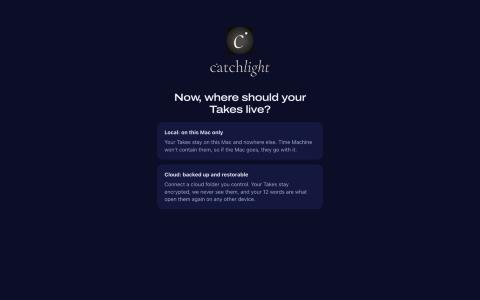 C
catchlight
Now, where should your
Takes live?
Local: on this Mac only
Your Takes stay on this Mac and nowhere else. Time Machine
won't contain them, so if the Mac goes, they go with it.
Cloud: backed up and restorable
Connect a cloud folder you control. Your Takes stay
encrypted, we never see them, and your 12 words are what
open them again on any other device.